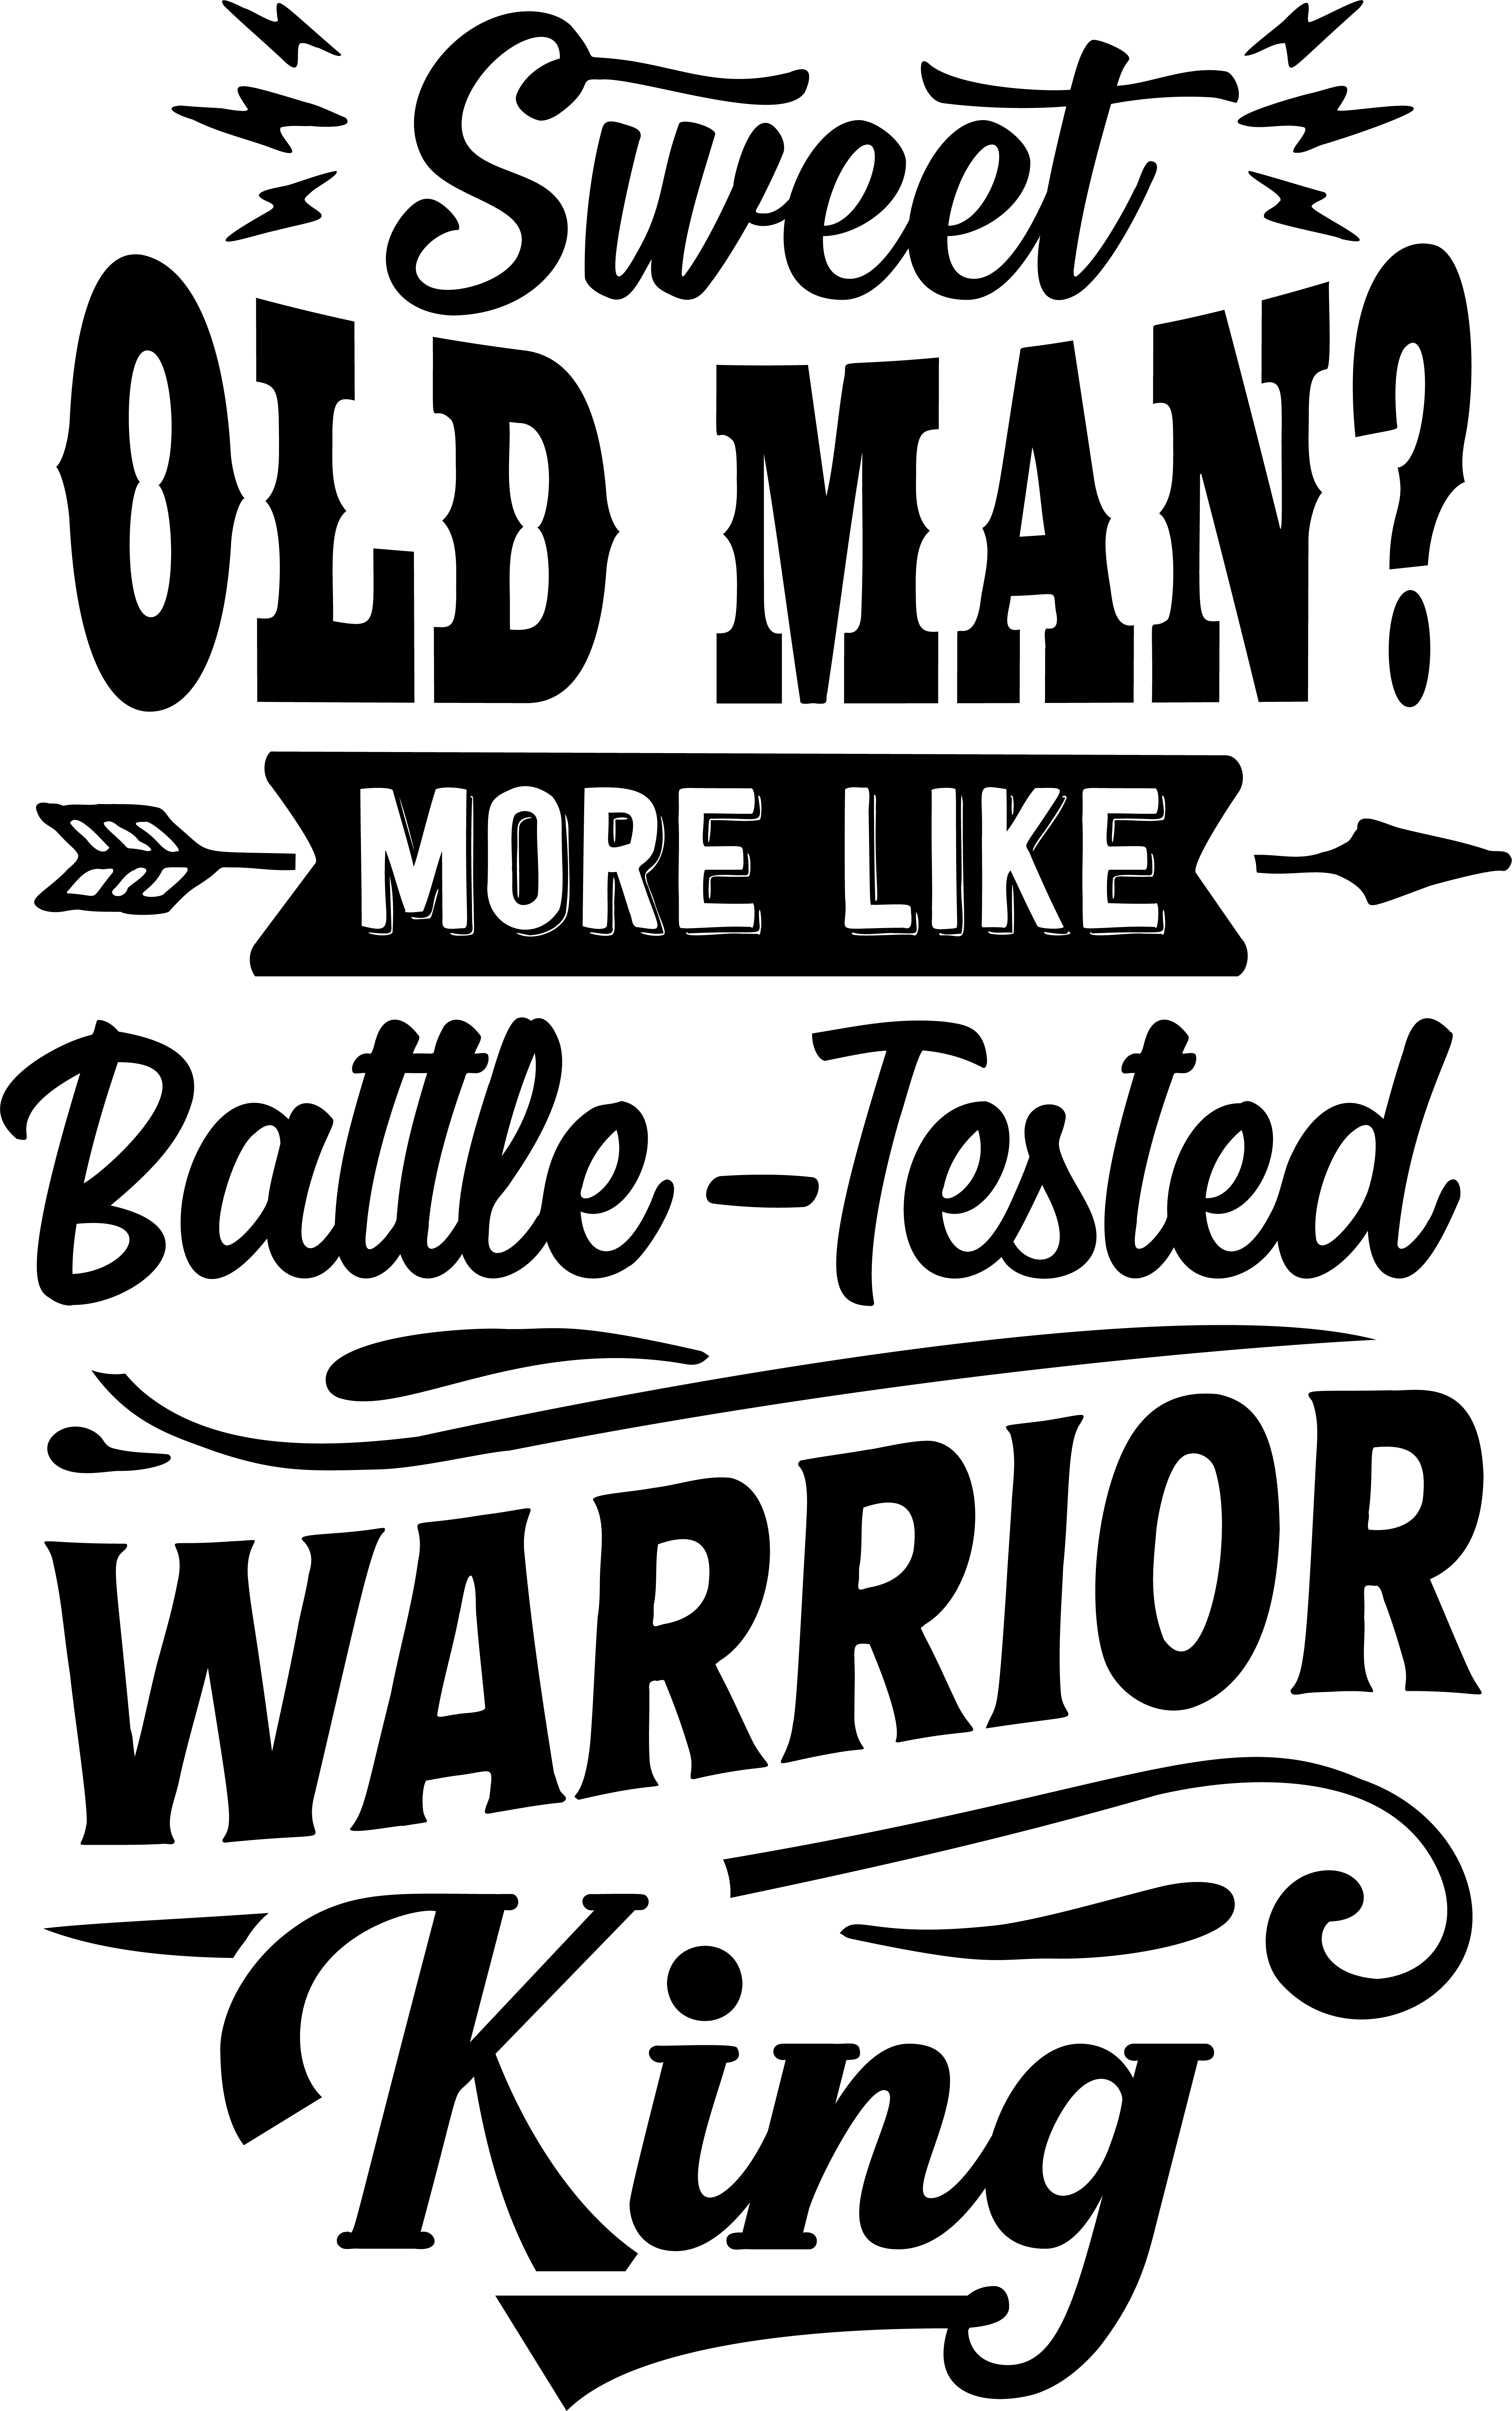 Sweet
OLD MAN?
MORE LIKE
Battle-Tested
WARRIOR
King